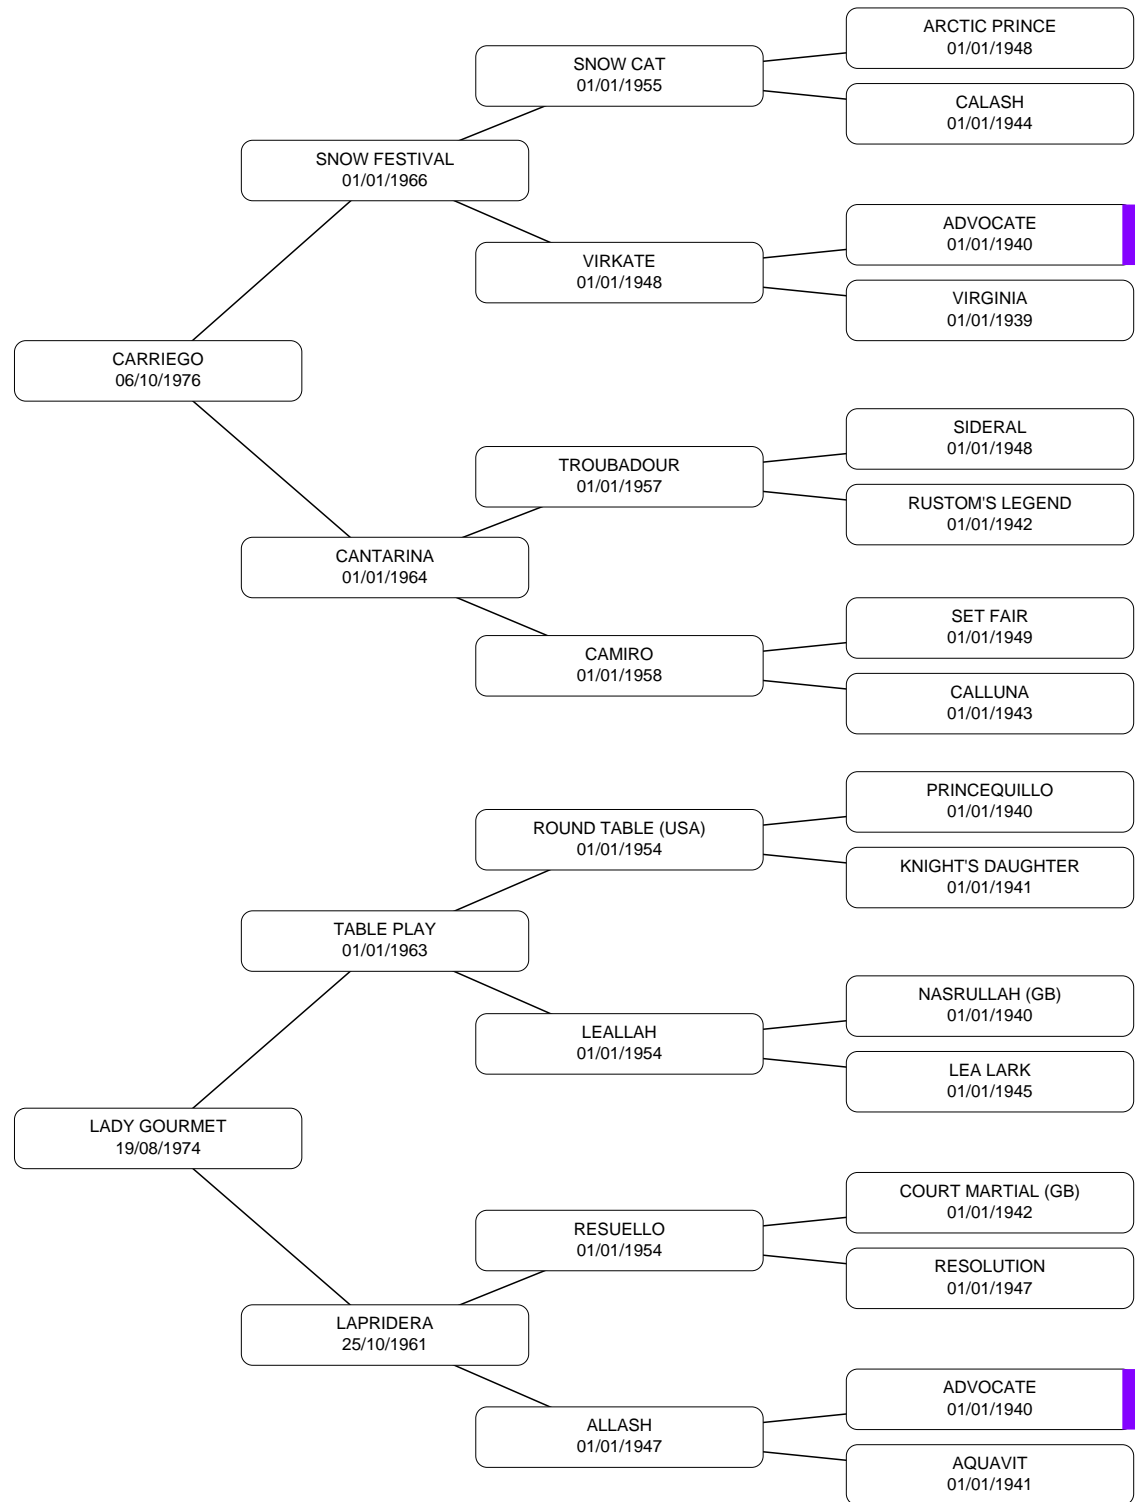 ARCTIC PRINCE
01/01/1948
SNOW CAT
01/01/1955
CALASH
01/01/1944
SNOW FESTIVAL
01/01/1966
ADVOCATE
01/01/1940
VIRKATE
01/01/1948
VIRGINIA
01/01/1939
CARRIEGO
06/10/1976
SIDERAL
01/01/1948
TROUBADOUR
01/01/1957
RUSTOM'S LEGEND
01/01/1942
CANTARINA
01/01/1964
SET FAIR
01/01/1949
CAMIRO
01/01/1958
CALLUNA
01/01/1943
PRINCEQUILLO
01/01/1940
ROUND TABLE (USA)
01/01/1954
KNIGHT'S DAUGHTER
01/01/1941
TABLE PLAY
01/01/1963
NASRULLAH (GB)
01/01/1940
LEALLAH
01/01/1954
LEA LARK
01/01/1945
LADY GOURMET
19/08/1974
COURT MARTIAL (GB)
01/01/1942
RESUELLO
01/01/1954
RESOLUTION
01/01/1947
LAPRIDERA
25/10/1961
ADVOCATE
01/01/1940
ALLASH
01/01/1947
AQUAVIT
01/01/1941